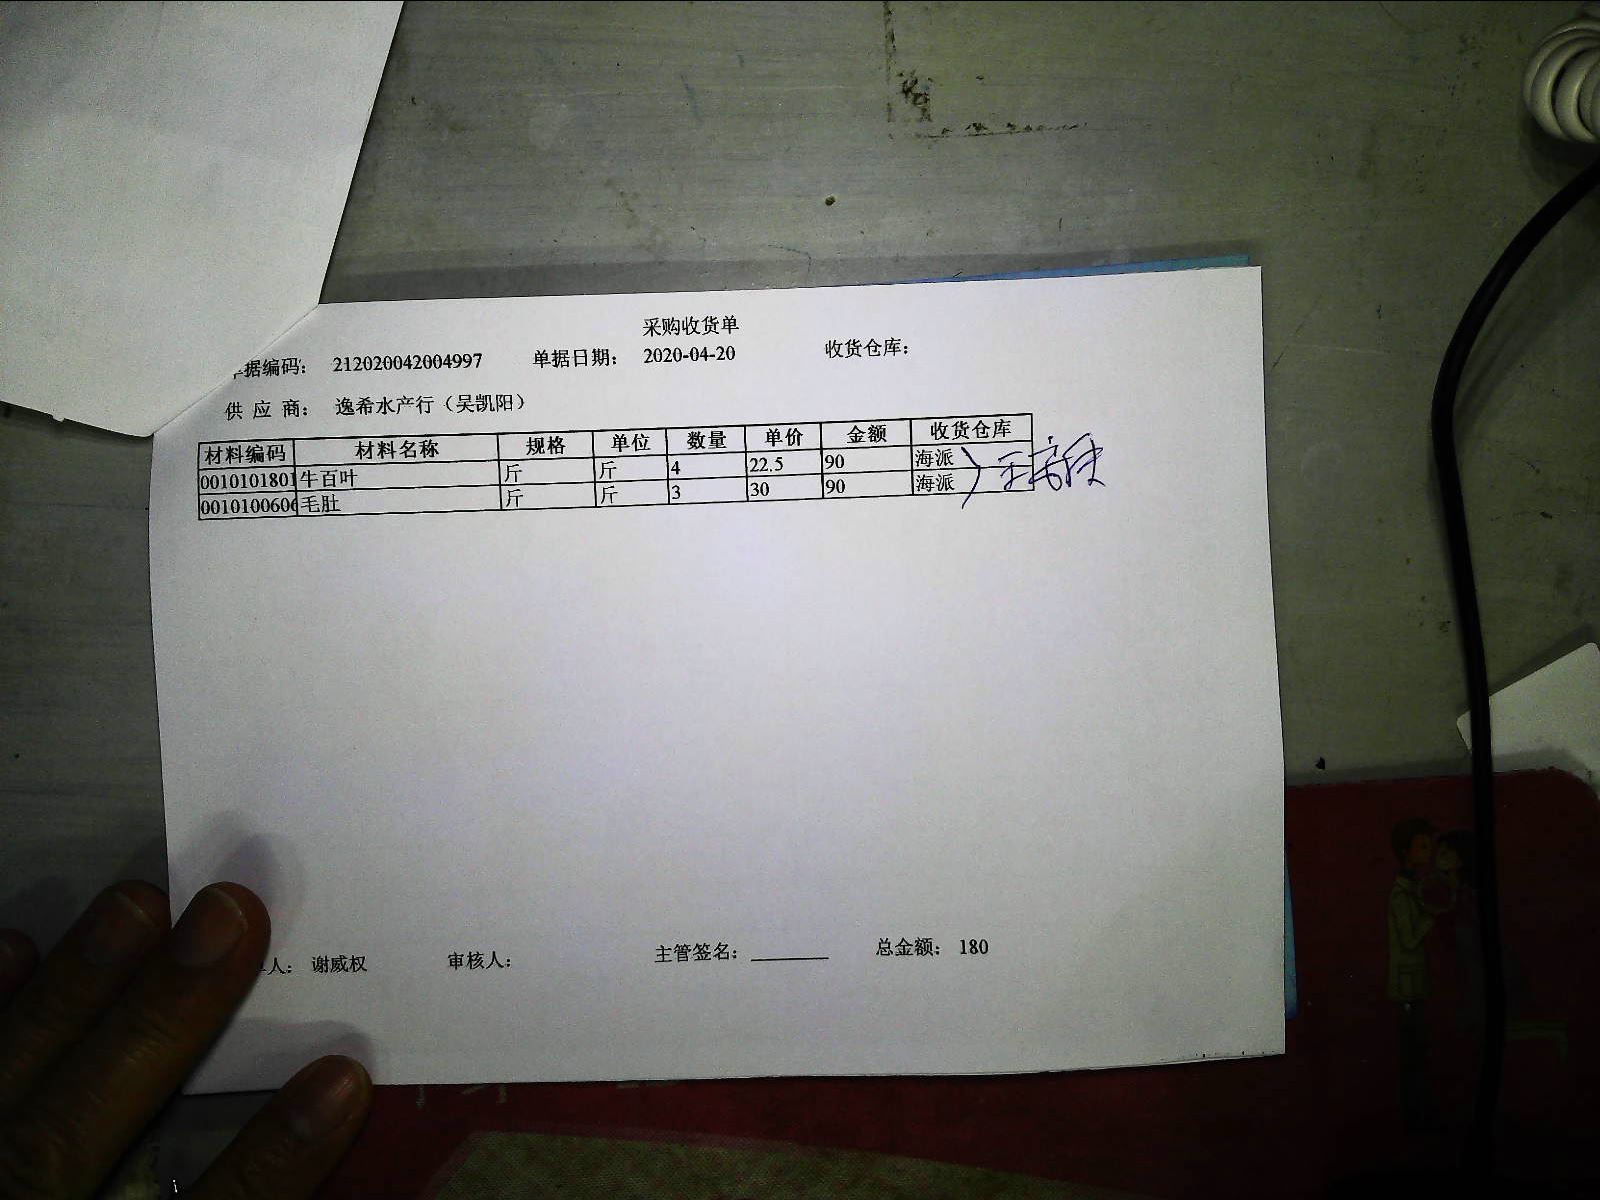 采购收货单
单据编码： 212020042004997 单据日期： 2020-04-20 收货仓库：
供 应 商： 逸希水产行（吴凯阳）
材料编码 材料名称 规格 单位 数量 单价 金额 收货仓库
0010101801 牛百叶 斤 斤 4 22.5 90 海派
001010060 毛肚 斤 斤 3 30 90 海派
人： 谢威权 审核人： 主管签名： 总金额： 180